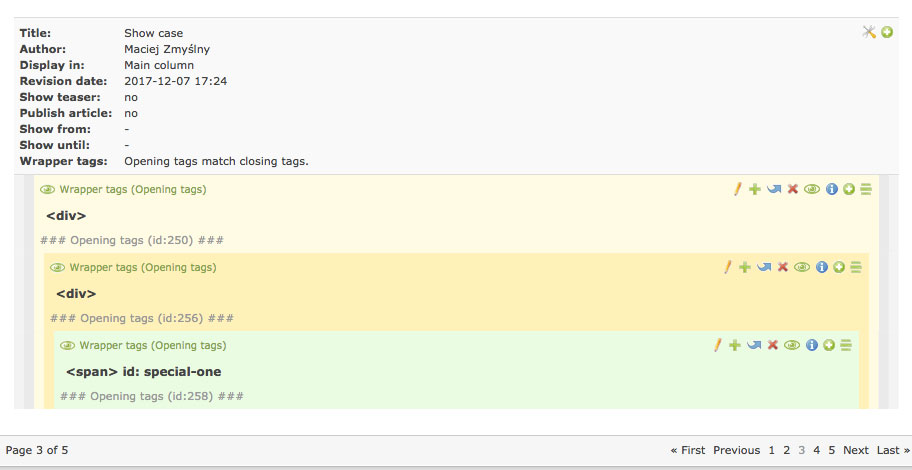 Title: Show case
Author: Maciej Zmyślny
Display in: Main column
Revision date: 2017-12-07 17:24
Show teaser: no
Publish article: no
Show from: -
Show until: -
Wrapper tags: Opening tags match closing tags.
Wrapper tags (Opening tags)
<div>
### Opening tags (id:250) ###
Wrapper tags (Opening tags)
<div>
### Opening tags (id:256) ###
Wrapper tags (Opening tags)
<span> id: special-one
### Opening tags (id:258) ###
Page 3 of 5 « First Previous 1 2 3 4 5 Next Last »